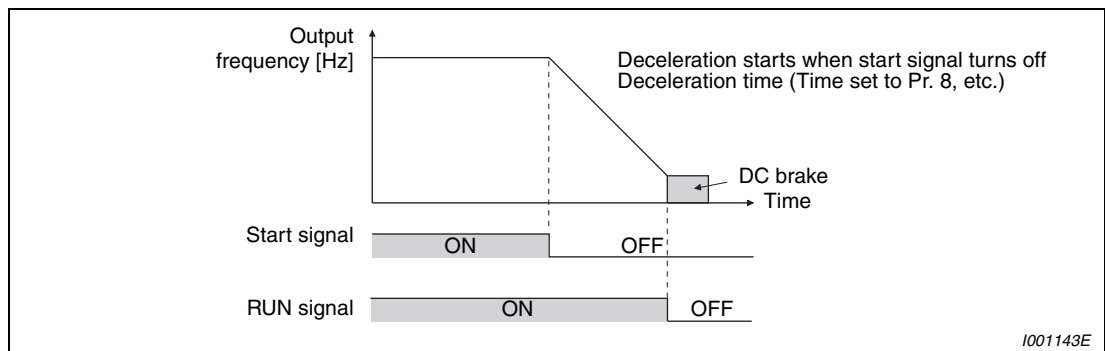 Output
frequency [Hz]
Deceleration starts when start signal turns off
Deceleration time (Time set to Pr. 8, etc.)
DC brake
Time
Start signal
ON
OFF
RUN signal
ON
OFF
I001143E